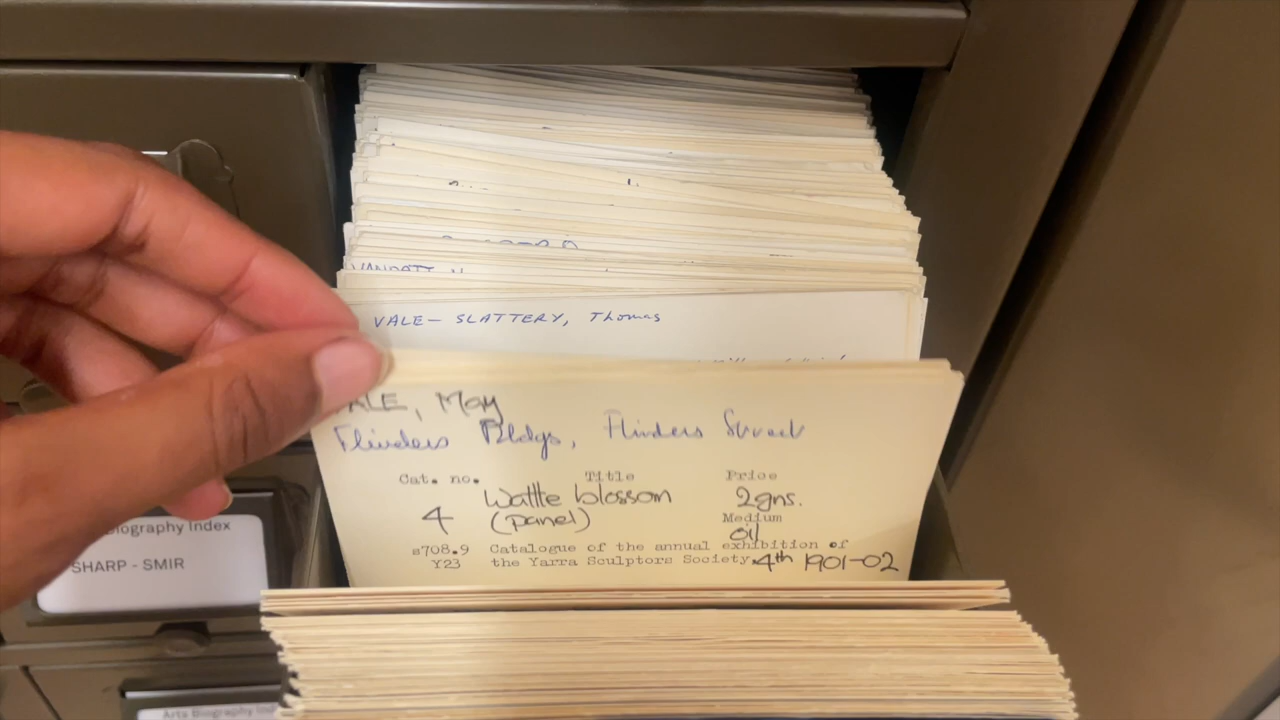 VALE - SLATTERY, Thomas
VALE, May
Flinders Bldgs, Flinders Street
Cat. no. Title Price
4 Wattle blossom 2gns.
(panel) Medium
oil
s708.9 Catalogue of the annual exhibition of
Y23 the Yarra Sculptors Society. 4th 1901-02
Biography Index
SHARP - SMIR
Arts Biography